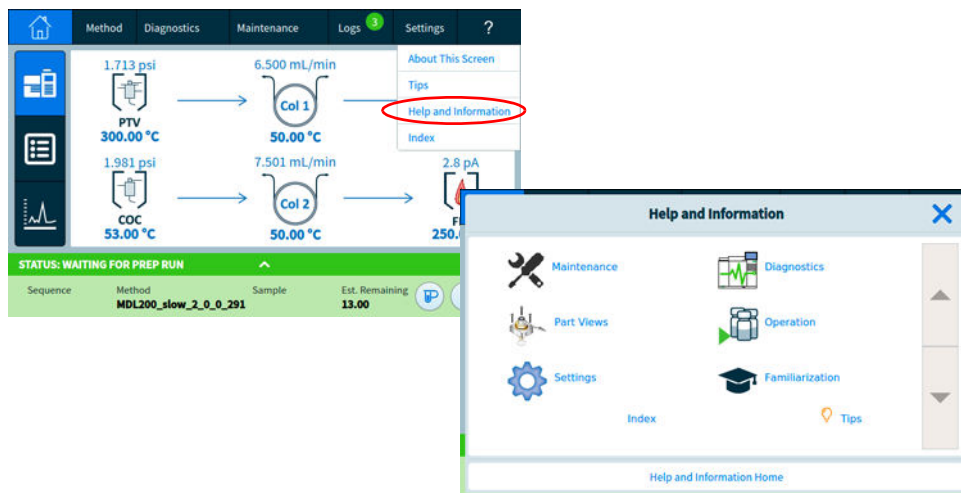 Method Diagnostics Maintenance Logs 3 Settings ?
About This Screen
Tips
Help and Information
Index
1.713 psi 6.500 mL/min
Col 1
PTV
300.00 °C 50.00 °C
1.981 psi 7.501 mL/min 2.8 pA
Col 2
COC
53.00 °C 50.00 °C 250.
STATUS: WAITING FOR PREP RUN
Sequence Method Sample Est. Remaining
MDL200_slow_2_0_0_291 13.00
P
Help and Information
Maintenance Diagnostics
Part Views Operation
Settings Familiarization
Index Tips
Help and Information Home